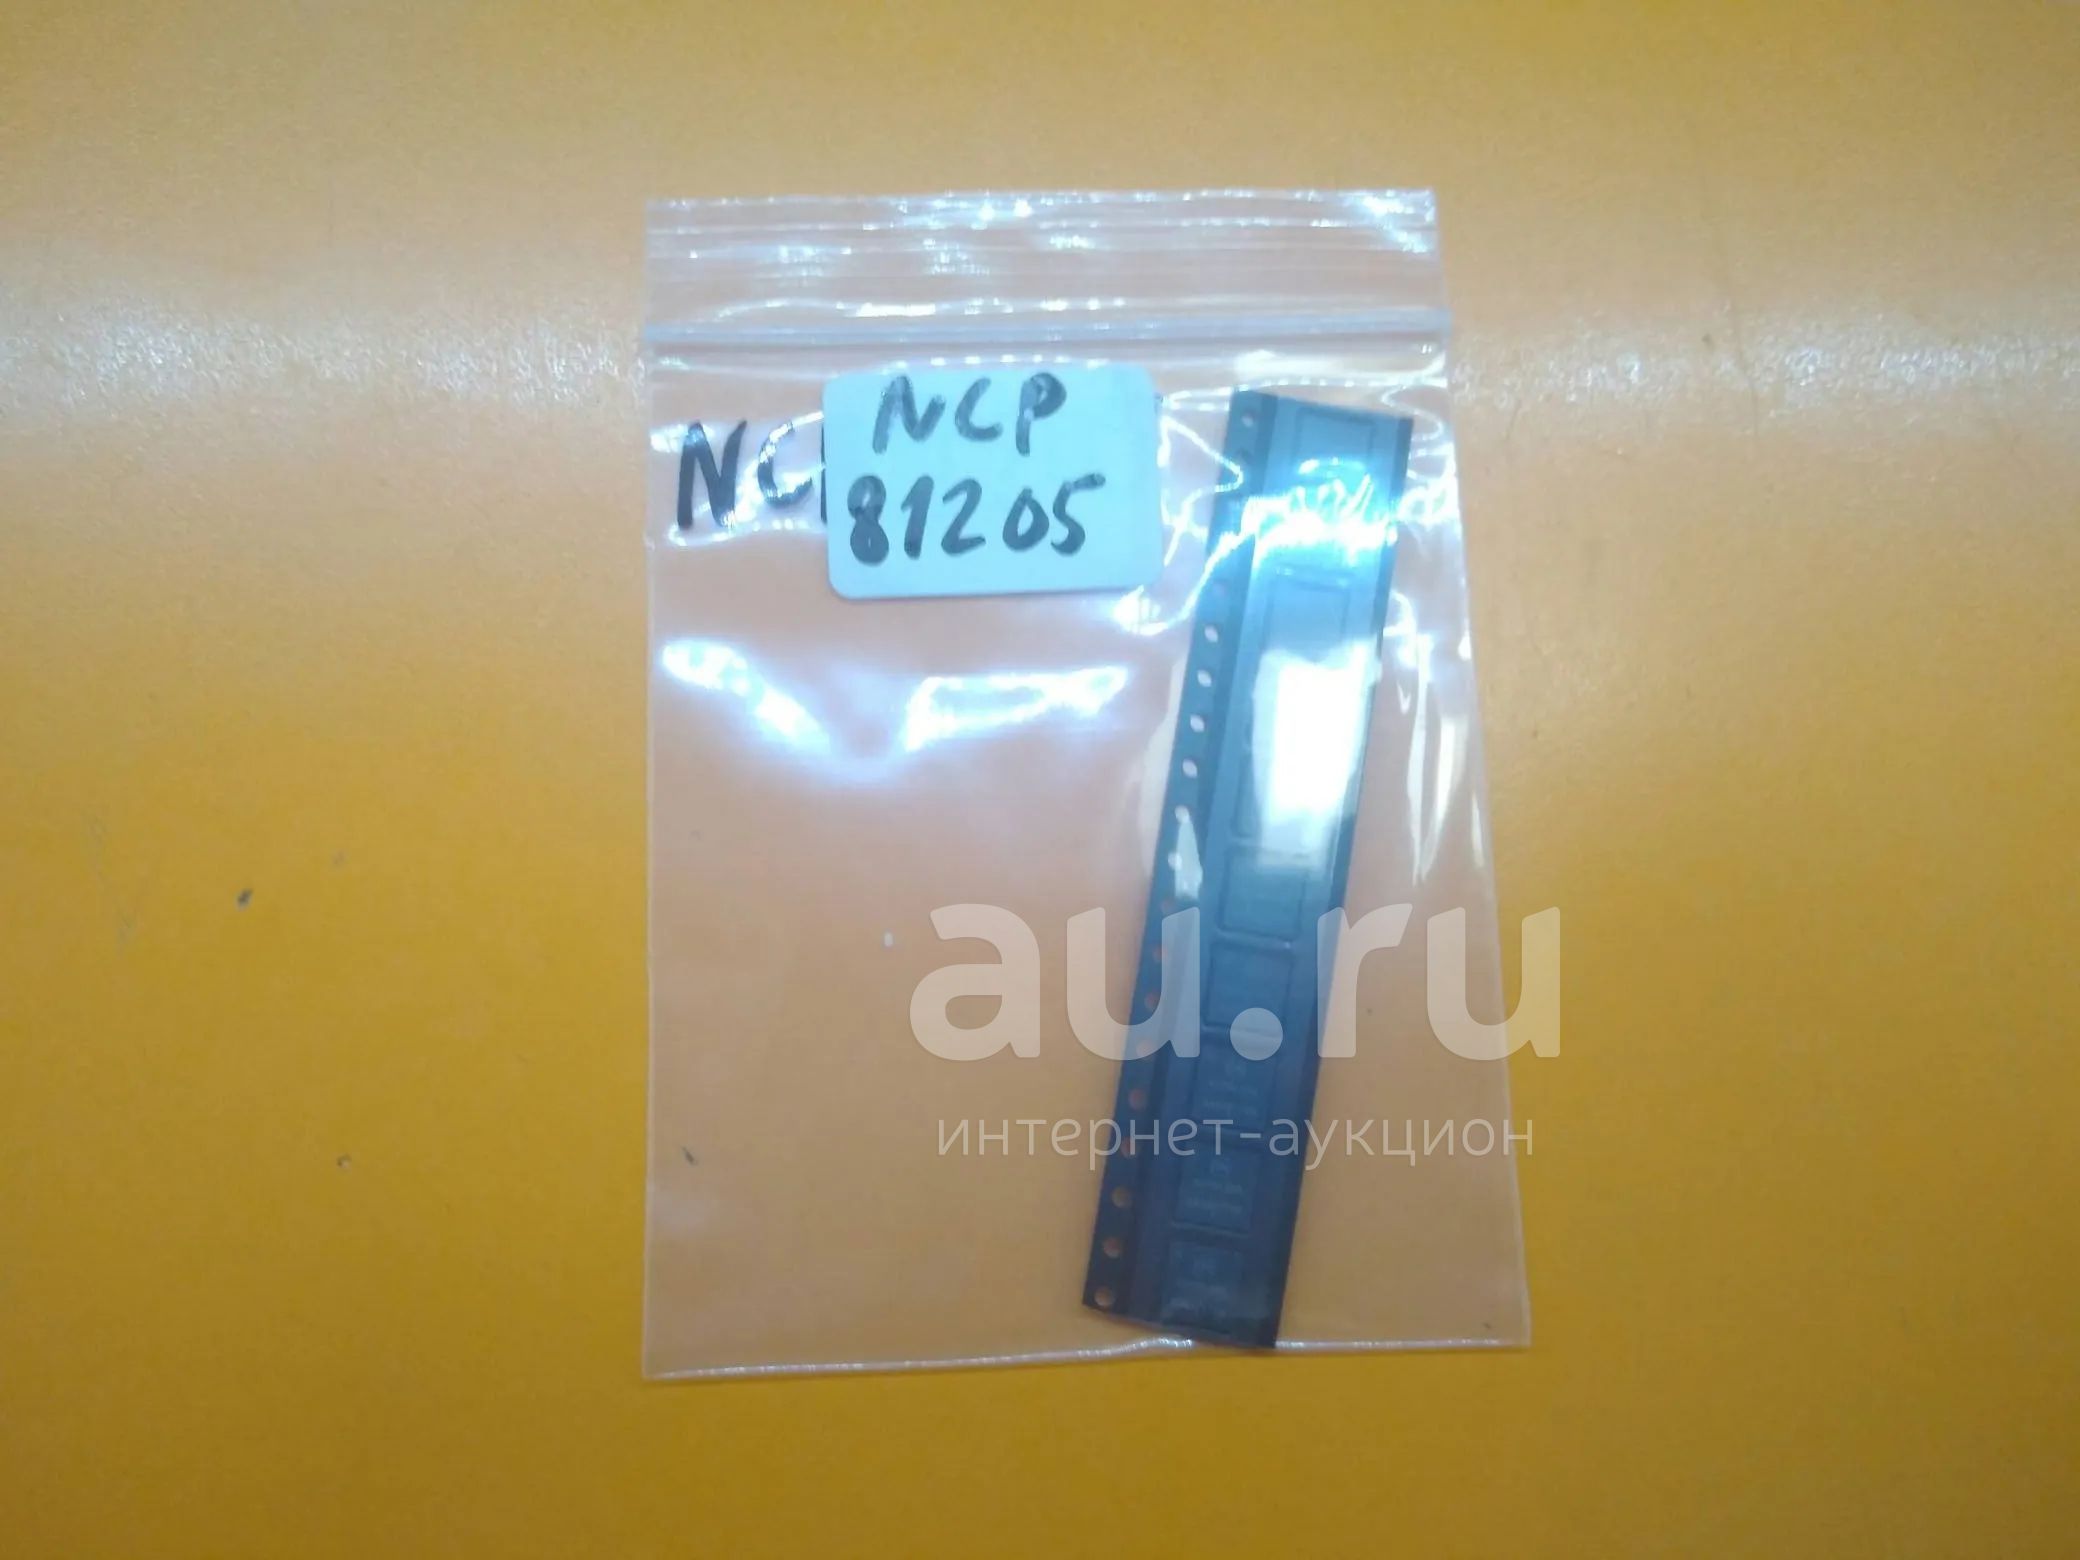 NCP
81205
NC
au.ru
интернет-аукцион